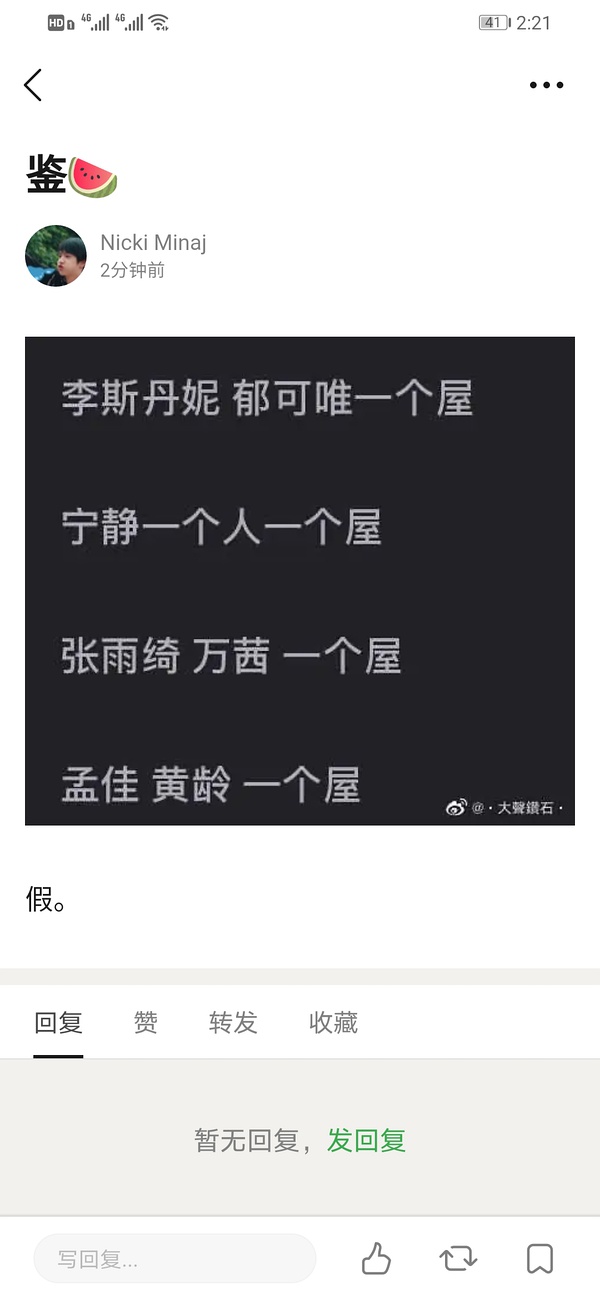 HD 1 4G 4G 41 2:21
鉴🍉
Nicki Minaj
2分钟前
李斯丹妮 郁可唯一个屋
宁静一个人一个屋
张雨绮 万茜 一个屋
孟佳 黄龄 一个屋
@·大聲鑽石·
假。
回复 赞 转发 收藏
暂无回复，发回复
写回复...